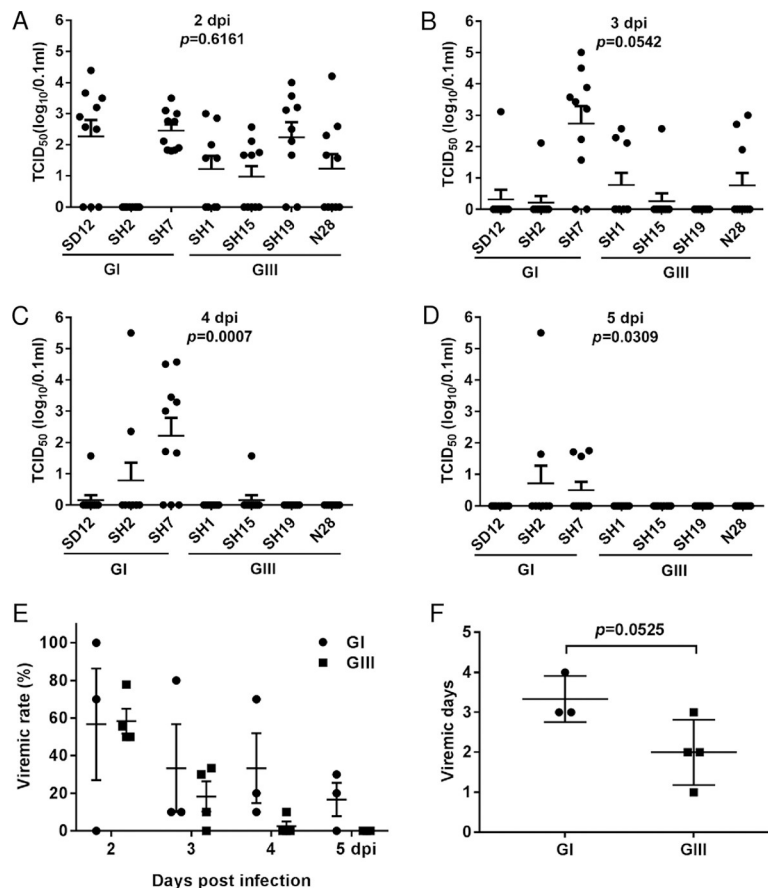 A
2 dpi
p=0.6161
TCID50(log10/0.1ml)
6
5
4
3
2
1
0
SD12 SH2 SH7 SH1 SH15 SH19 N28
GI GIII
B
3 dpi
p=0.0542
TCID50 (log10/0.1ml)
6
5
4
3
2
1
0
SD12 SH2 SH7 SH1 SH15 SH19 N28
GI GIII
C
4 dpi
p=0.0007
TCID50 (log10/0.1ml)
6
5
4
3
2
1
0
SD12 SH2 SH7 SH1 SH15 SH19 N28
GI GIII
D
5 dpi
p=0.0309
TCID50 (log10/0.1ml)
6
5
4
3
2
1
0
SD12 SH2 SH7 SH1 SH15 SH19 N28
GI GIII
E
GI
GIII
Viremic rate (%)
100
80
60
40
20
0
2 3 4 5 dpi
Days post infection
F
p=0.0525
Viremic days
5
4
3
2
1
0
GI GIII